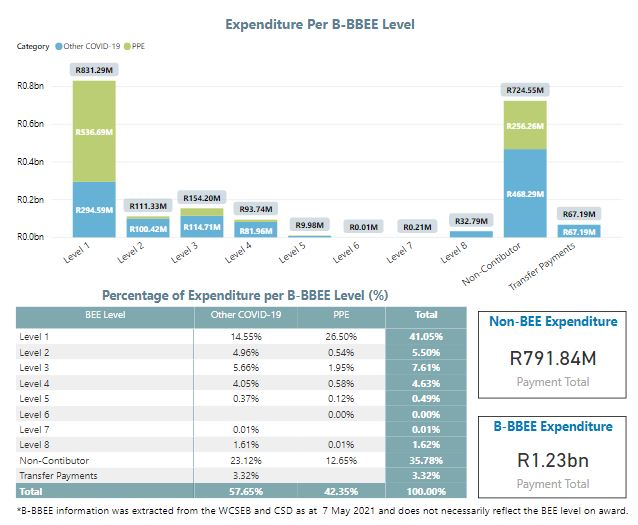 Expenditure Per B-BBEE Level
Category Other COVID-19 PPE
R0.8bn
R0.6bn
R0.4bn
R0.2bn
R0.0bn
R831.29M
R536.69M
R294.59M
R111.33M
R100.42M
R154.20M
R114.71M
R93.74M
R81.96M
R9.98M
R0.01M
R0.21M
R32.79M
R724.55M
R256.26M
R468.29M
R67.19M
R67.19M
Level 1
Level 2
Level 3
Level 4
Level 5
Level 6
Level 7
Level 8
Non-Contibutor
Transfer Payments
Percentage of Expenditure per B-BBEE Level (%)
BEE Level Other COVID-19 PPE Total
Level 1 14.55% 26.50% 41.05%
Level 2 4.96% 0.54% 5.50%
Level 3 5.66% 1.95% 7.61%
Level 4 4.05% 0.58% 4.63%
Level 5 0.37% 0.12% 0.49%
Level 6 0.00% 0.00%
Level 7 0.01% 0.01%
Level 8 1.61% 0.01% 1.62%
Non-Contibutor 23.12% 12.65% 35.78%
Transfer Payments 3.32% 3.32%
Total 57.65% 42.35% 100.00%
Non-BEE Expenditure
R791.84M
Payment Total
B-BBEE Expenditure
R1.23bn
Payment Total
*B-BBEE information was extracted from the WCSEB and CSD as at 7 May 2021 and does not necessarily reflect the BEE level on award.